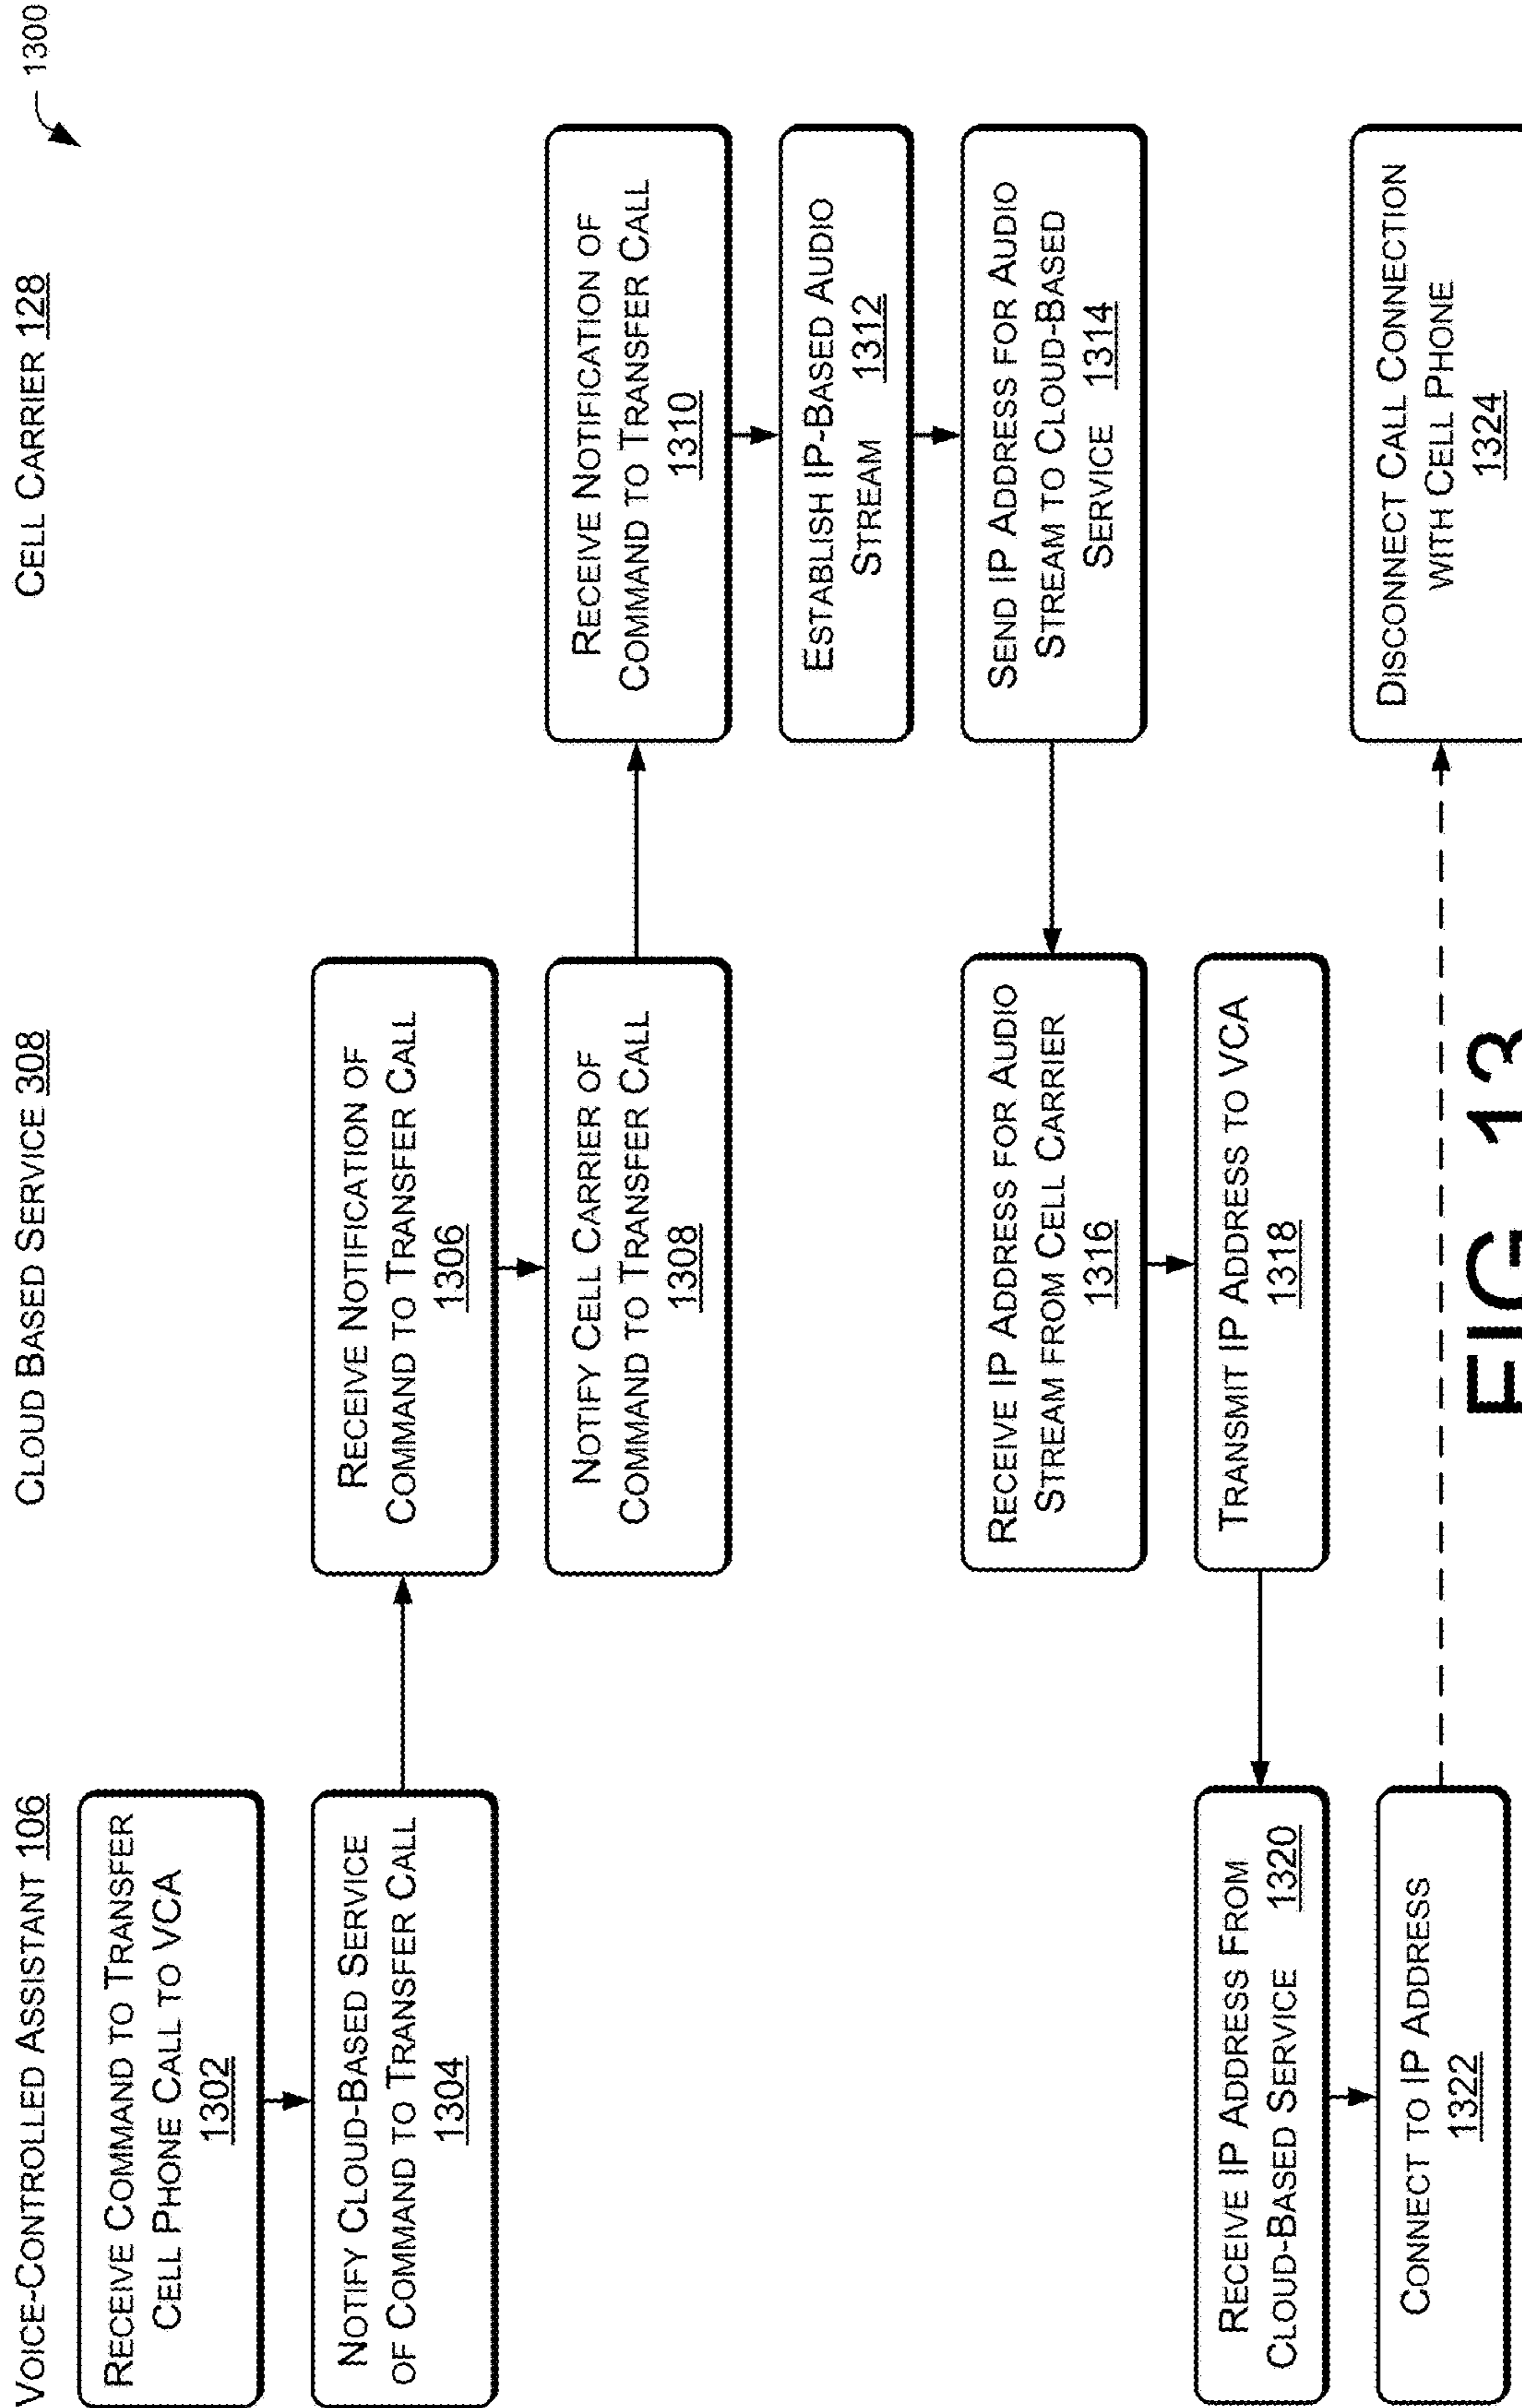 1300
VOICE-CONTROLLED ASSISTANT 106
CLOUD BASED SERVICE 308
CELL CARRIER 128
RECEIVE COMMAND TO TRANSFER
CELL PHONE CALL TO VCA
1302
NOTIFY CLOUD-BASED SERVICE
OF COMMAND TO TRANSFER CALL
1304
RECEIVE NOTIFICATION OF
COMMAND TO TRANSFER CALL
1306
NOTIFY CELL CARRIER OF
COMMAND TO TRANSFER CALL
1308
RECEIVE NOTIFICATION OF
COMMAND TO TRANSFER CALL
1310
ESTABLISH IP-BASED AUDIO
STREAM 1312
SEND IP ADDRESS FOR AUDIO
STREAM TO CLOUD-BASED
SERVICE 1314
RECEIVE IP ADDRESS FOR AUDIO
STREAM FROM CELL CARRIER
1316
TRANSMIT IP ADDRESS TO VCA
1318
RECEIVE IP ADDRESS FROM
CLOUD-BASED SERVICE 1320
CONNECT TO IP ADDRESS
1322
DISCONNECT CALL CONNECTION
WITH CELL PHONE
1324
FIG 13